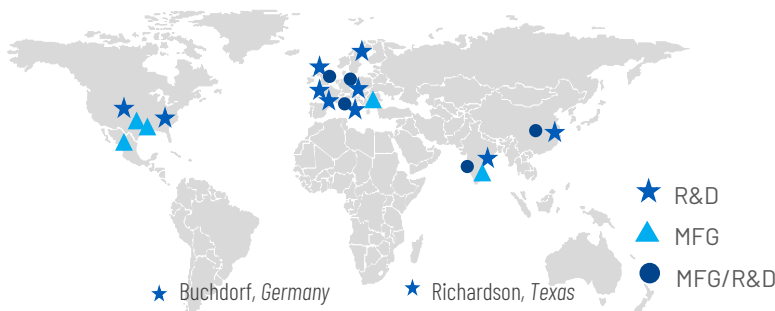 R&D
MFG
MFG/R&D
Buchdorf, Germany
Richardson, Texas